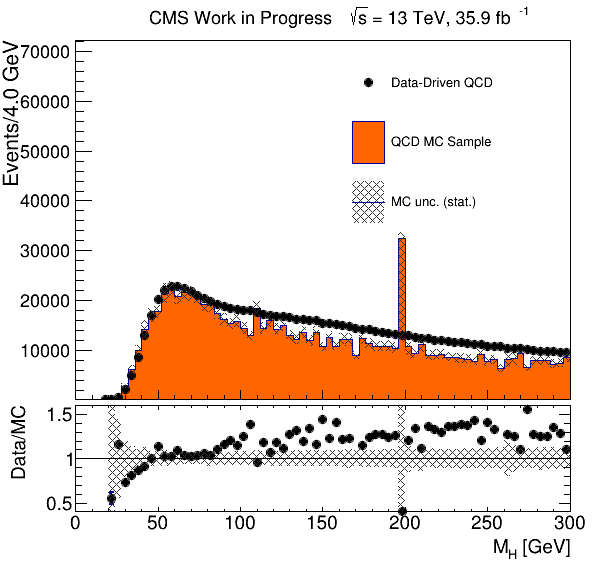 CMS Work in Progress √s = 13 TeV, 35.9 fb -1
Events/4.0 GeV
70000
60000
50000
40000
30000
20000
10000
Data-Driven QCD
QCD MC Sample
MC unc. (stat.)
Data/MC
1.5
1
0.5
0 50 100 150 200 250 300
M_H [GeV]